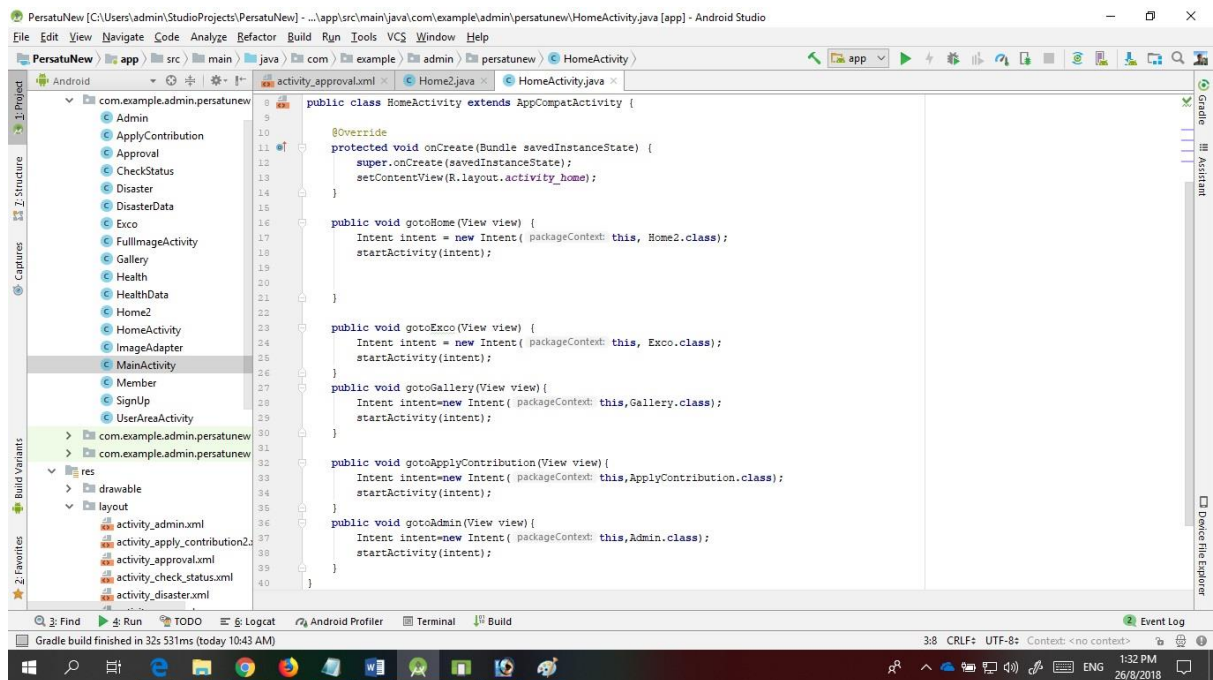 PersatuNew [C:\Users\admin\StudioProjects\PersatuNew] - ...\app\src\main\java\com\example\admin\persatunew\HomeActivity.java [app] - Android Studio
File Edit View Navigate Code Analyze Refactor Build Run Tools VCS Window Help
PersatuNew app src main java com example admin persatunew HomeActivity app
Android activity_approval.xml Home2.java HomeActivity.java
1: Project
7: Structure
Captures
Build Variants
2: Favorites
com.example.admin.persatunew
Admin
ApplyContribution
Approval
CheckStatus
Disaster
DisasterData
Exco
FullImageActivity
Gallery
Health
HealthData
Home2
HomeActivity
ImageAdapter
MainActivity
Member
SignUp
UserAreaActivity
com.example.admin.persatunew
com.example.admin.persatunew
res
drawable
layout
activity_admin.xml
activity_apply_contribution2.
activity_approval.xml
activity_check_status.xml
activity_disaster.xml
8 public class HomeActivity extends AppCompatActivity {
9
10 @Override
11 protected void onCreate(Bundle savedInstanceState) {
12 super.onCreate(savedInstanceState);
13 setContentView(R.layout.activity_home);
14 }
15
16 public void gotoHome(View view) {
17 Intent intent = new Intent( packageContext: this, Home2.class);
18 startActivity(intent);
19
20
21 }
22
23 public void gotoExco(View view) {
24 Intent intent = new Intent( packageContext: this, Exco.class);
25 startActivity(intent);
26 }
27 public void gotoGallery(View view){
28 Intent intent=new Intent( packageContext: this,Gallery.class);
29 startActivity(intent);
30 }
31
32 public void gotoApplyContribution(View view){
33 Intent intent=new Intent( packageContext: this,ApplyContribution.class);
34 startActivity(intent);
35 }
36 public void gotoAdmin(View view){
37 Intent intent=new Intent( packageContext: this,Admin.class);
38 startActivity(intent);
39 }
40 }
Gradle
Assistant
Device File Explorer
3: Find 4: Run TODO 6: Logcat Android Profiler Terminal Build 2 Event Log
Gradle build finished in 32s 531ms (today 10:43 AM) 3:8 CRLF UTF-8 Context: <no context>
ENG 1:32 PM
26/8/2018